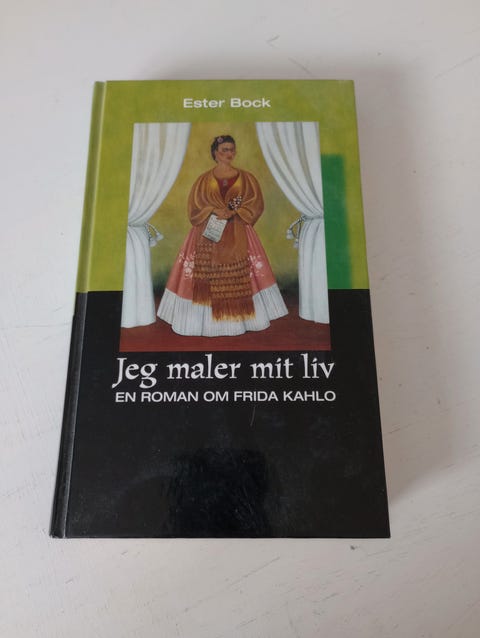 Ester Bock
Jeg maler mit liv
EN ROMAN OM FRIDA KAHLO